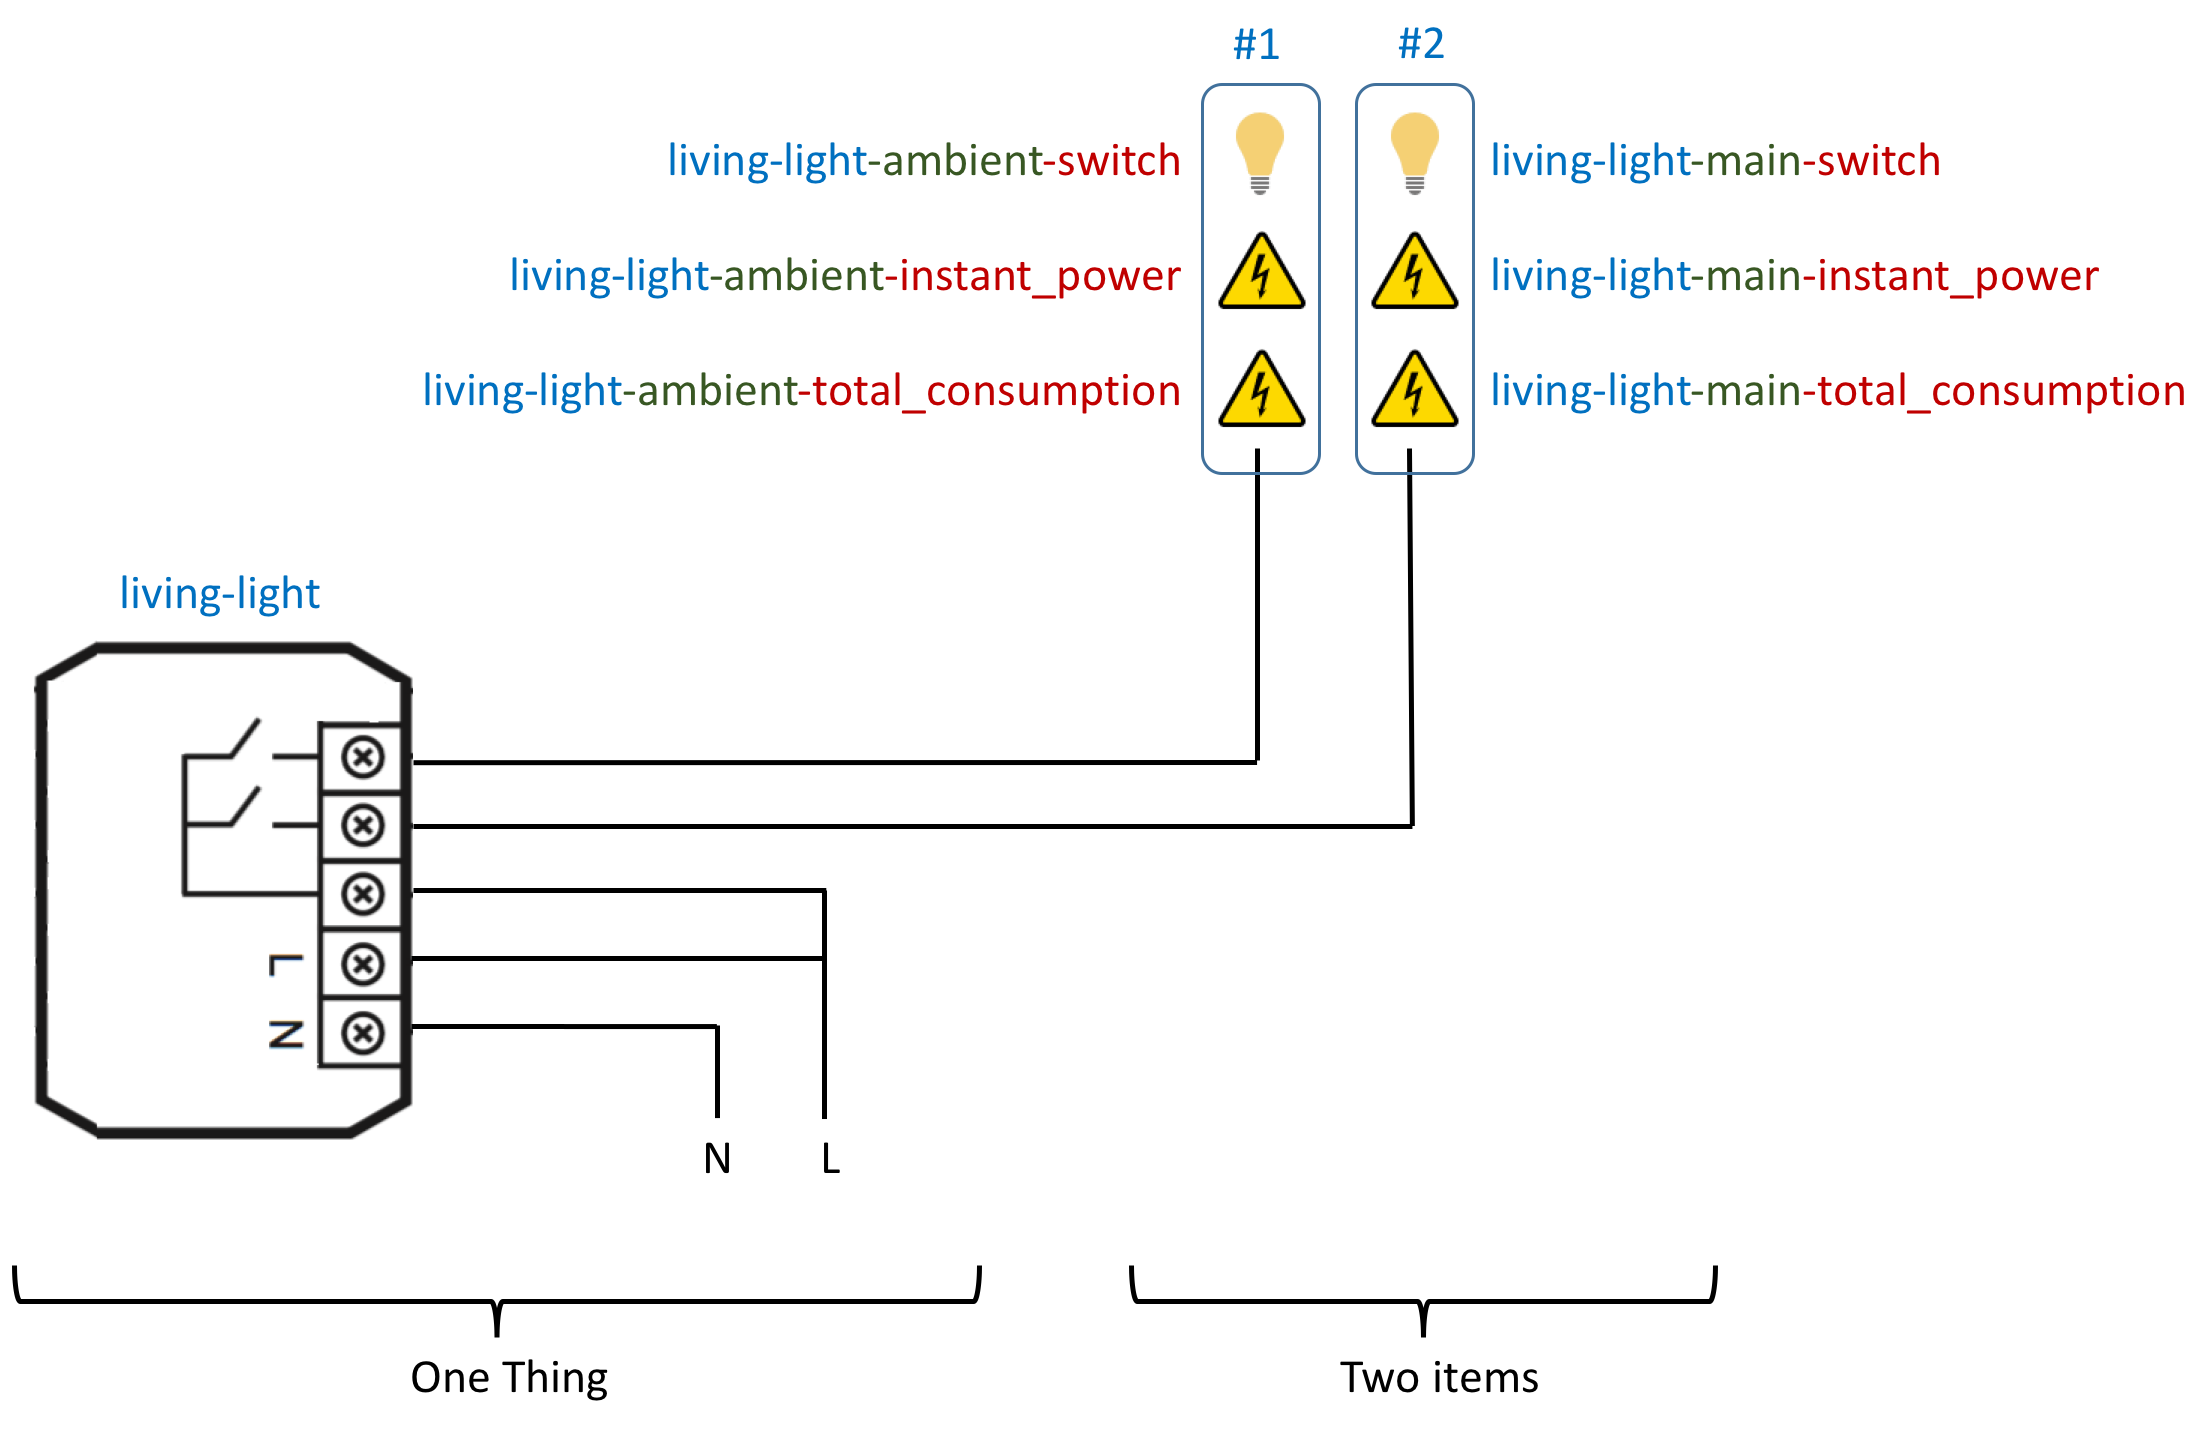 #1 #2
living-light-ambient-switch living-light-main-switch
living-light-ambient-instant_power living-light-main-instant_power
living-light-ambient-total_consumption living-light-main-total_consumption
living-light
L
N
N L
One Thing Two items